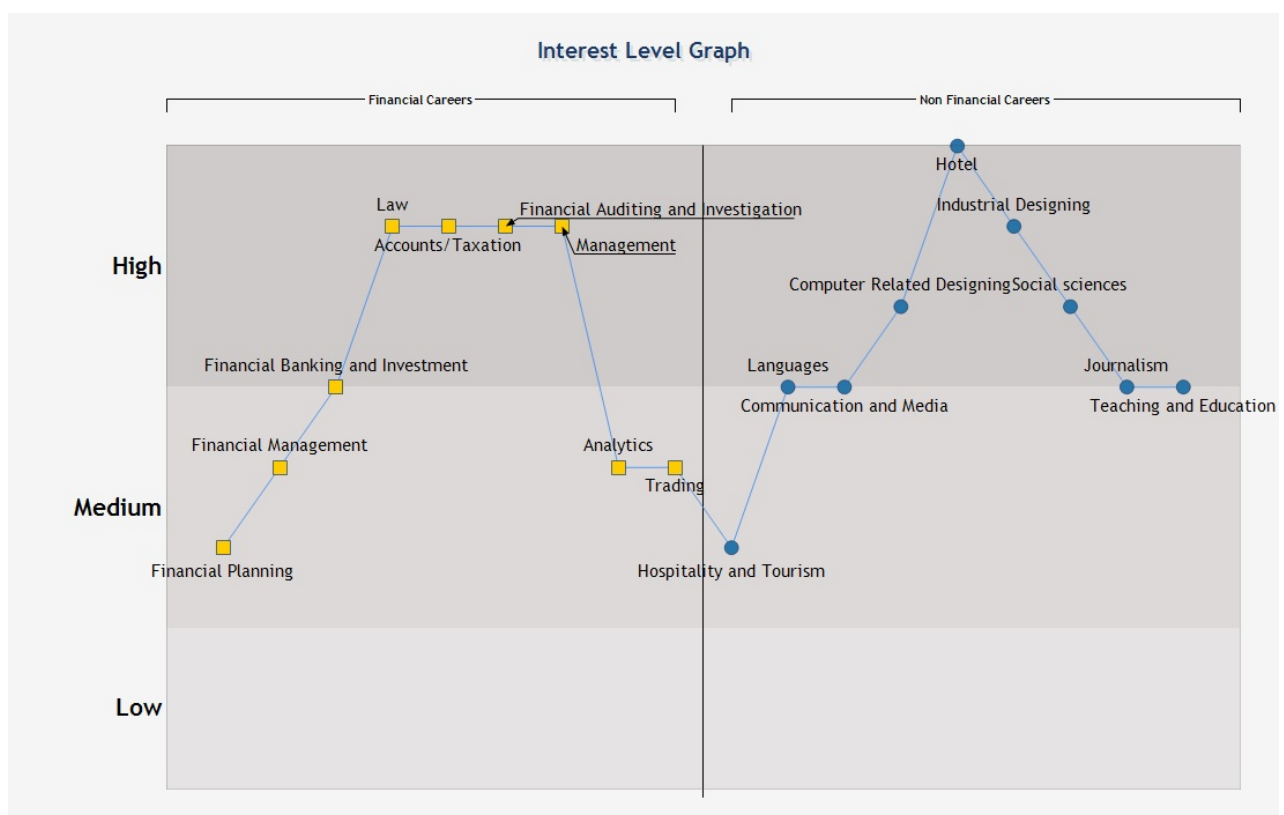 Interest Level Graph
Financial Careers
Non Financial Careers
Hotel
Law
Financial Auditing and Investigation
Industrial Designing
Accounts/Taxation
Management
High
Computer Related Designing
Social sciences
Financial Banking and Investment
Languages
Journalism
Communication and Media
Teaching and Education
Financial Management
Analytics
Trading
Medium
Financial Planning
Hospitality and Tourism
Low